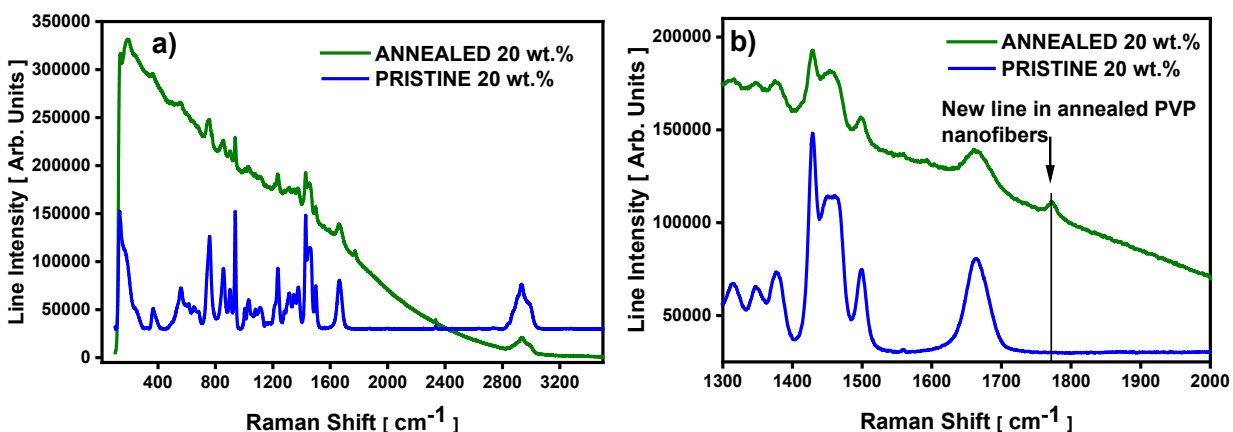 a)
ANNEALED 20 wt.%
PRISTINE 20 wt.%
Line Intensity [ Arb. Units ]
350000
300000
250000
200000
150000
100000
50000
0
400
800
1200
1600
2000
2400
2800
3200
Raman Shift [ cm-1 ]
b)
ANNEALED 20 wt.%
PRISTINE 20 wt.%
New line in annealed PVP
nanofibers
Line Intensity [ Arb. Units ]
200000
150000
100000
50000
1300
1400
1500
1600
1700
1800
1900
2000
Raman Shift [ cm-1 ]